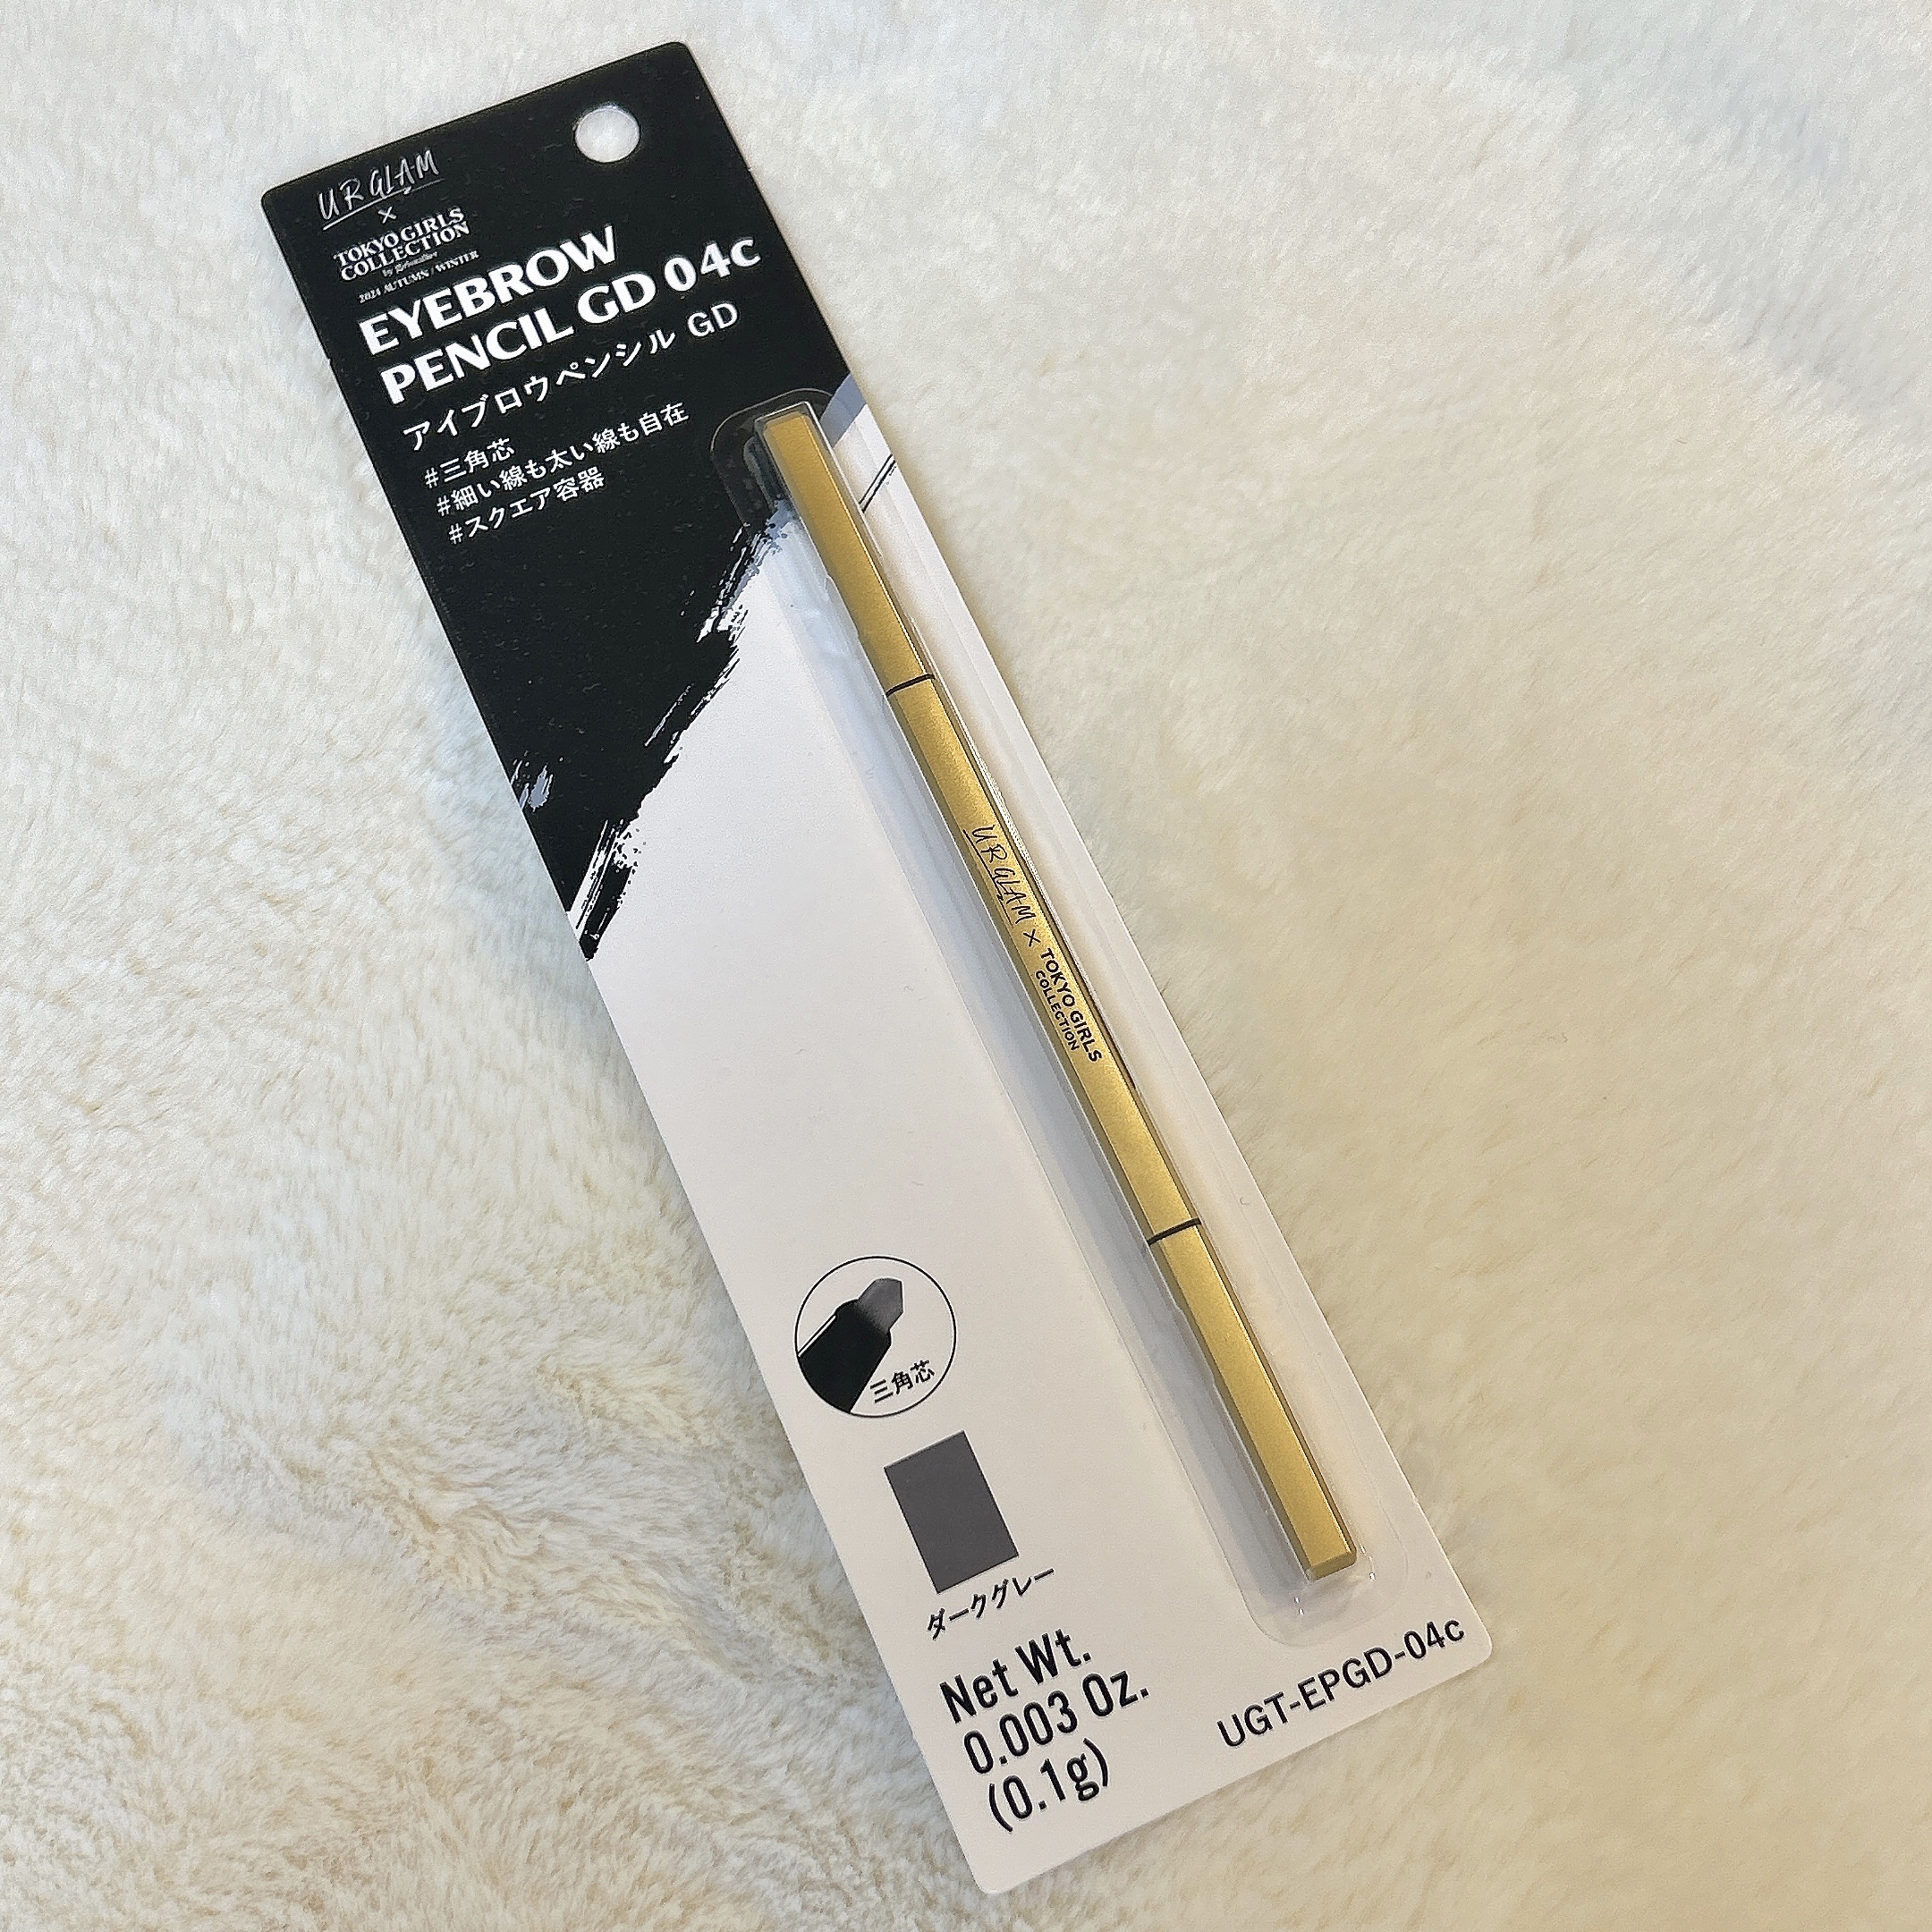 UR GLAM
×
TOKYO GIRLS
COLLECTION
by girlswalker
2024 AUTUMN / WINTER
EYEBROW
PENCIL GD 04c
アイブロウペンシル GD
#三角芯
#細い線も太い線も自在
#スクエア容器
UR GLAM × TOKYO GIRLS
COLLECTION
三角芯
ダークグレー
Net Wt.
0.003 Oz.
(0.1g)
UGT-EPGD-04c